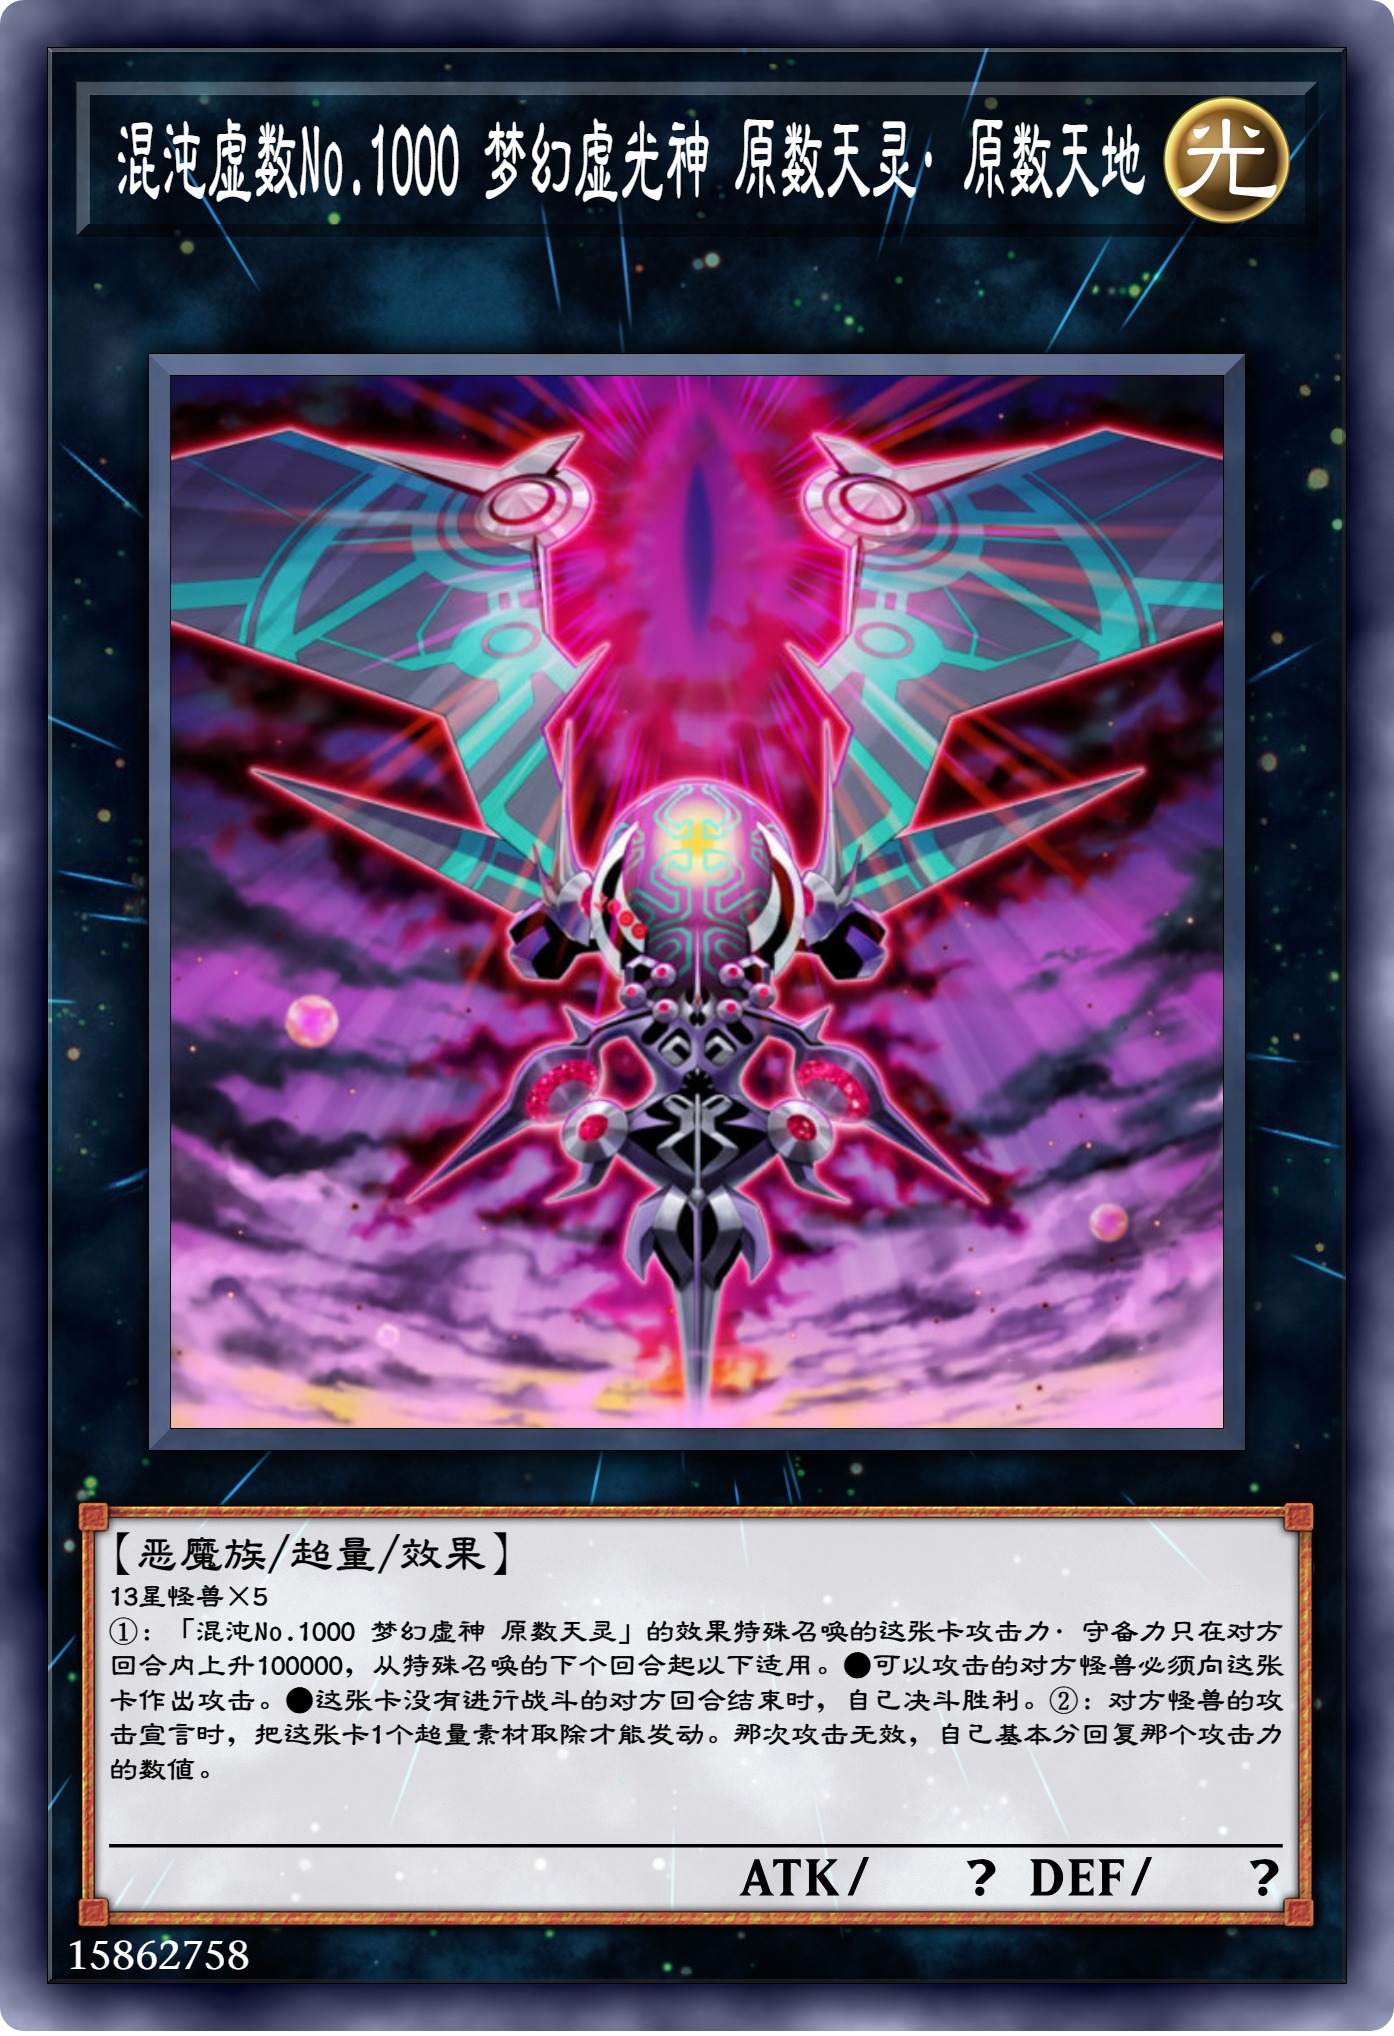 混沌虚数No.1000 梦幻虚光神 原数天灵·原数天地 光
【恶魔族/超量/效果】
13星怪兽×5
①：「混沌No.1000 梦幻虚神 原数天灵」的效果特殊召唤的这张卡攻击力·守备力只在对方
回合内上升100000，从特殊召唤的下个回合起以下适用。●可以攻击的对方怪兽必须向这张
卡作出攻击。●这张卡没有进行战斗的对方回合结束时，自己决斗胜利。②：对方怪兽的攻
击宣言时，把这张卡1个超量素材取除才能发动。那次攻击无效，自己基本分回复那个攻击力
的数值。
ATK/ ? DEF/ ?
15862758